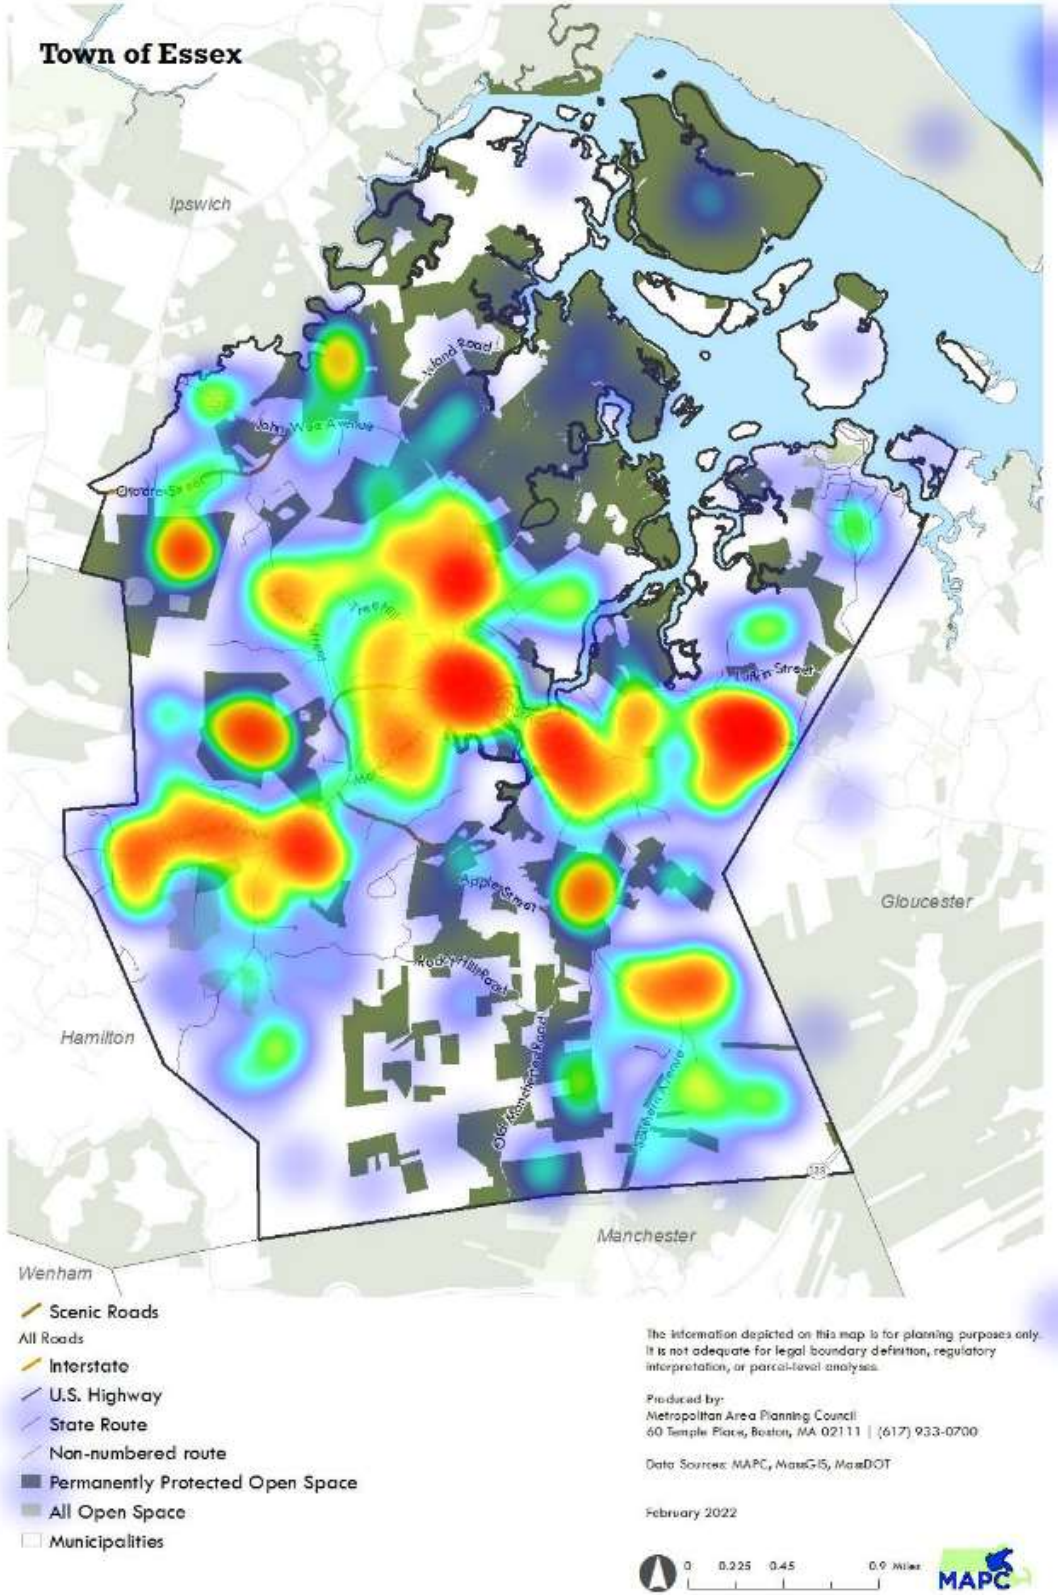 Town of Essex
Ipswich
Island Road
John Wise Avenue
Choate Street
Street
Apple Street
Gloucester
Hamilton
Old Manchester Road
Southern Avenue
128
Manchester
Wenham
Scenic Roads
All Roads
Interstate
U.S. Highway
State Route
Non-numbered route
Permanently Protected Open Space
All Open Space
Municipalities
The information depicted on this map is for planning purposes only.
It is not adequate for legal boundary definition, regulatory
interpretation, or parcel-level analyses.
Produced by:
Metropolitan Area Planning Council
60 Temple Place, Boston, MA 02111 | (617) 933-0700
Data Sources: MAPC, MassGIS, MassDOT
February 2022
0 0.225 0.45 0.9 Miles
MAPC